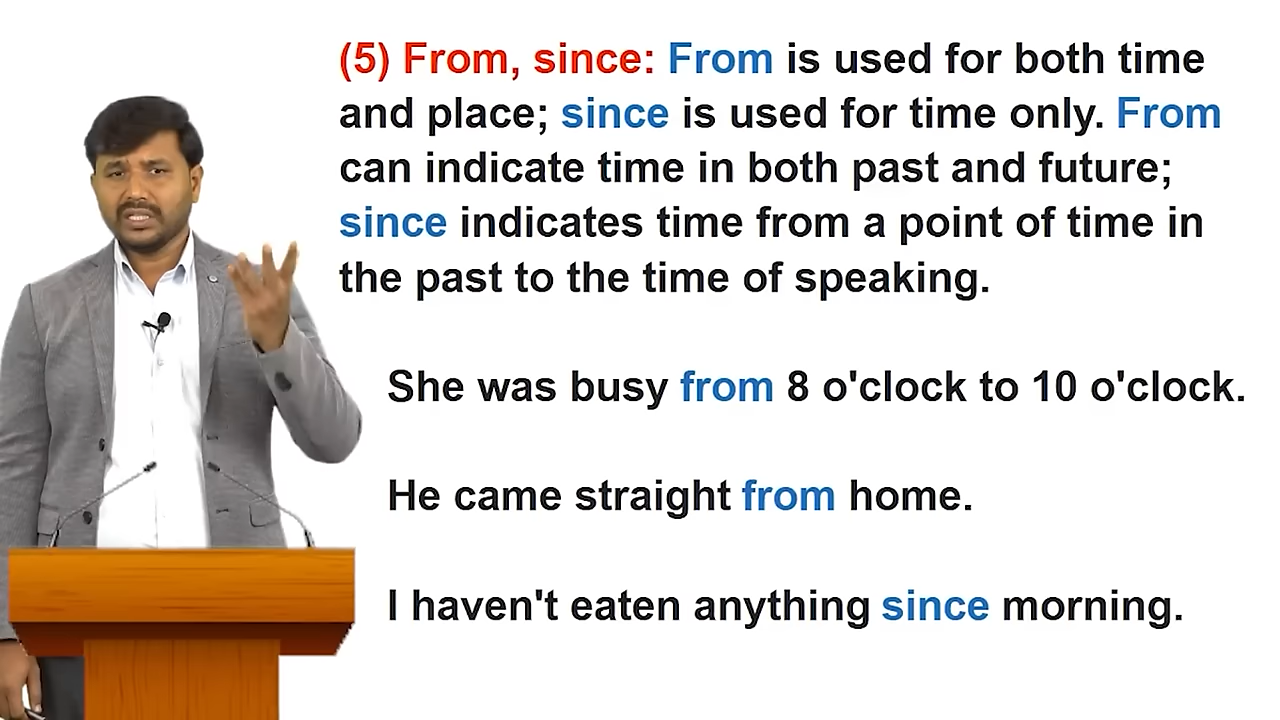 (5) From, since: From is used for both time
and place; since is used for time only. From
can indicate time in both past and future;
since indicates time from a point of time in
the past to the time of speaking.
She was busy from 8 o'clock to 10 o'clock.
He came straight from home.
I haven't eaten anything since morning.